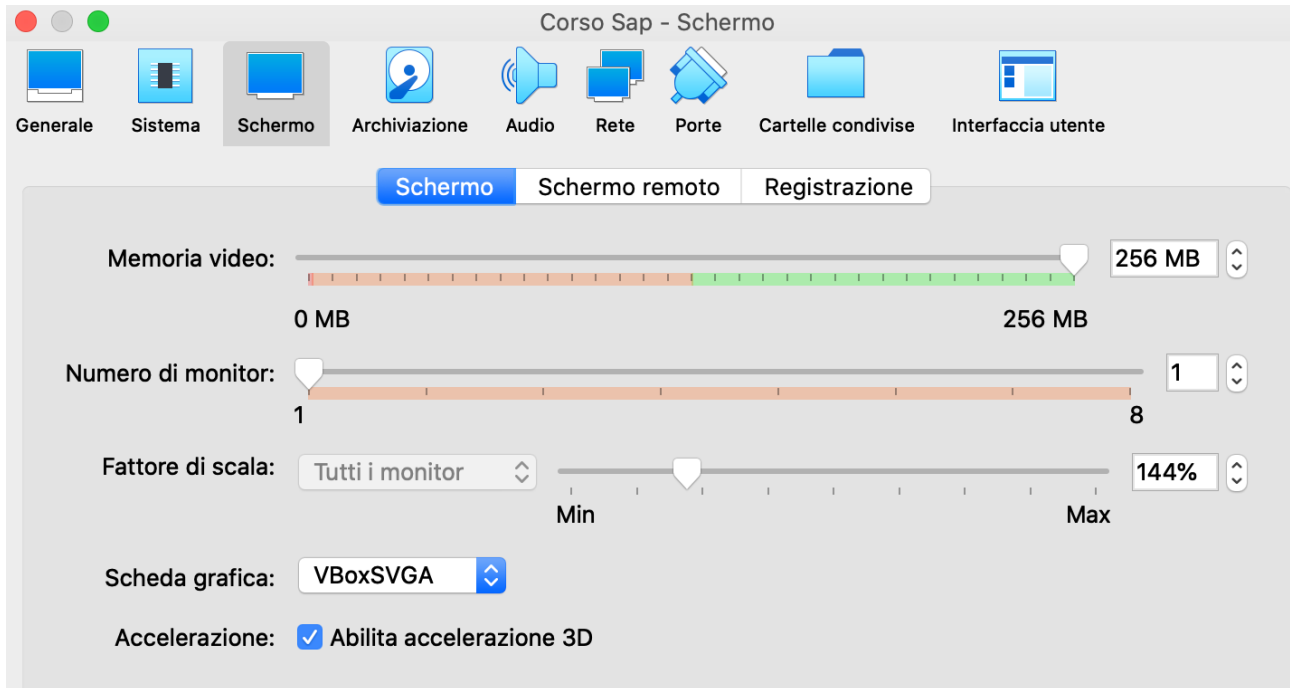 Corso Sap - Schermo
Generale Sistema Schermo Archiviazione Audio Rete Porte Cartelle condivise Interfaccia utente
Schermo Schermo remoto Registrazione
Memoria video: 256 MB
0 MB 256 MB
Numero di monitor: 1
1 8
Fattore di scala: Tutti i monitor 144%
Min Max
Scheda grafica: VBoxSVGA
Accelerazione: Abilita accelerazione 3D